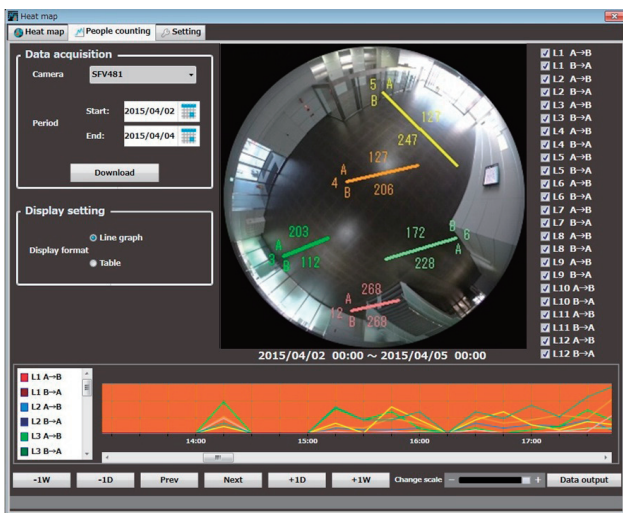 Heat map
Heat map
People counting
Setting
Data acquisition
Camera
SFV481
Period
Start:
2015/04/02
End:
2015/04/04
Download
Display setting
Display format
Line graph
Table
5 A
B
127
247
127
A
4
B
206
203
A
3
B
112
172
B
6
A
228
268
A
12
B
268
2015/04/02 00:00 ~ 2015/04/05 00:00
L1 A→B
L1 B→A
L2 A→B
L2 B→A
L3 A→B
L3 B→A
L4 A→B
L4 B→A
L5 A→B
L5 B→A
L6 A→B
L6 B→A
L7 A→B
L7 B→A
L8 A→B
L8 B→A
L9 A→B
L9 B→A
L10 A→B
L10 B→A
L11 A→B
L11 B→A
L12 A→B
L12 B→A
L1 A→B
L1 B→A
L2 A→B
L2 B→A
L3 A→B
L3 B→A
14:00
15:00
16:00
17:00
-1W
-1D
Prev
Next
+1D
+1W
Change scale
-
+
Data output